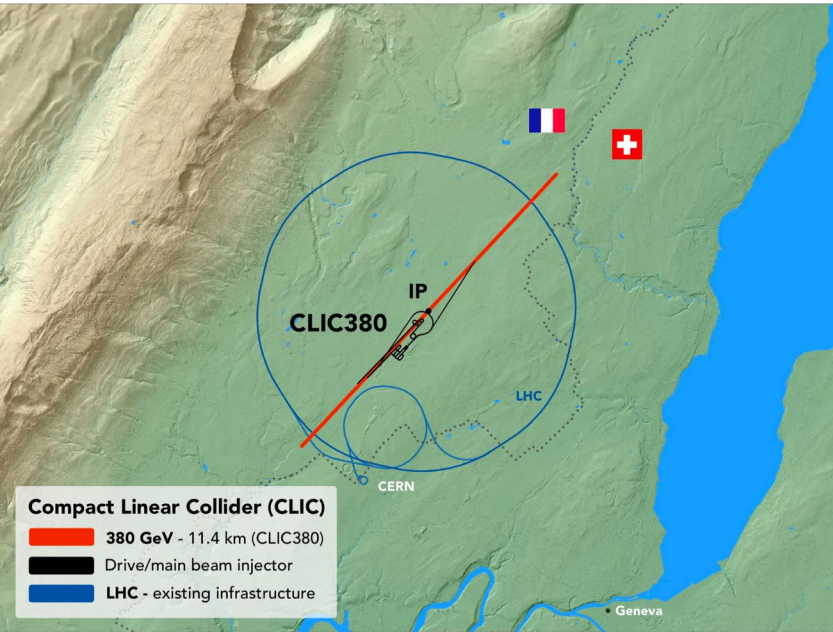 IP
CLIC380
LHC
CERN
Compact Linear Collider (CLIC)
380 GeV - 11.4 km (CLIC380)
Drive/main beam injector
LHC - existing infrastructure
Geneva